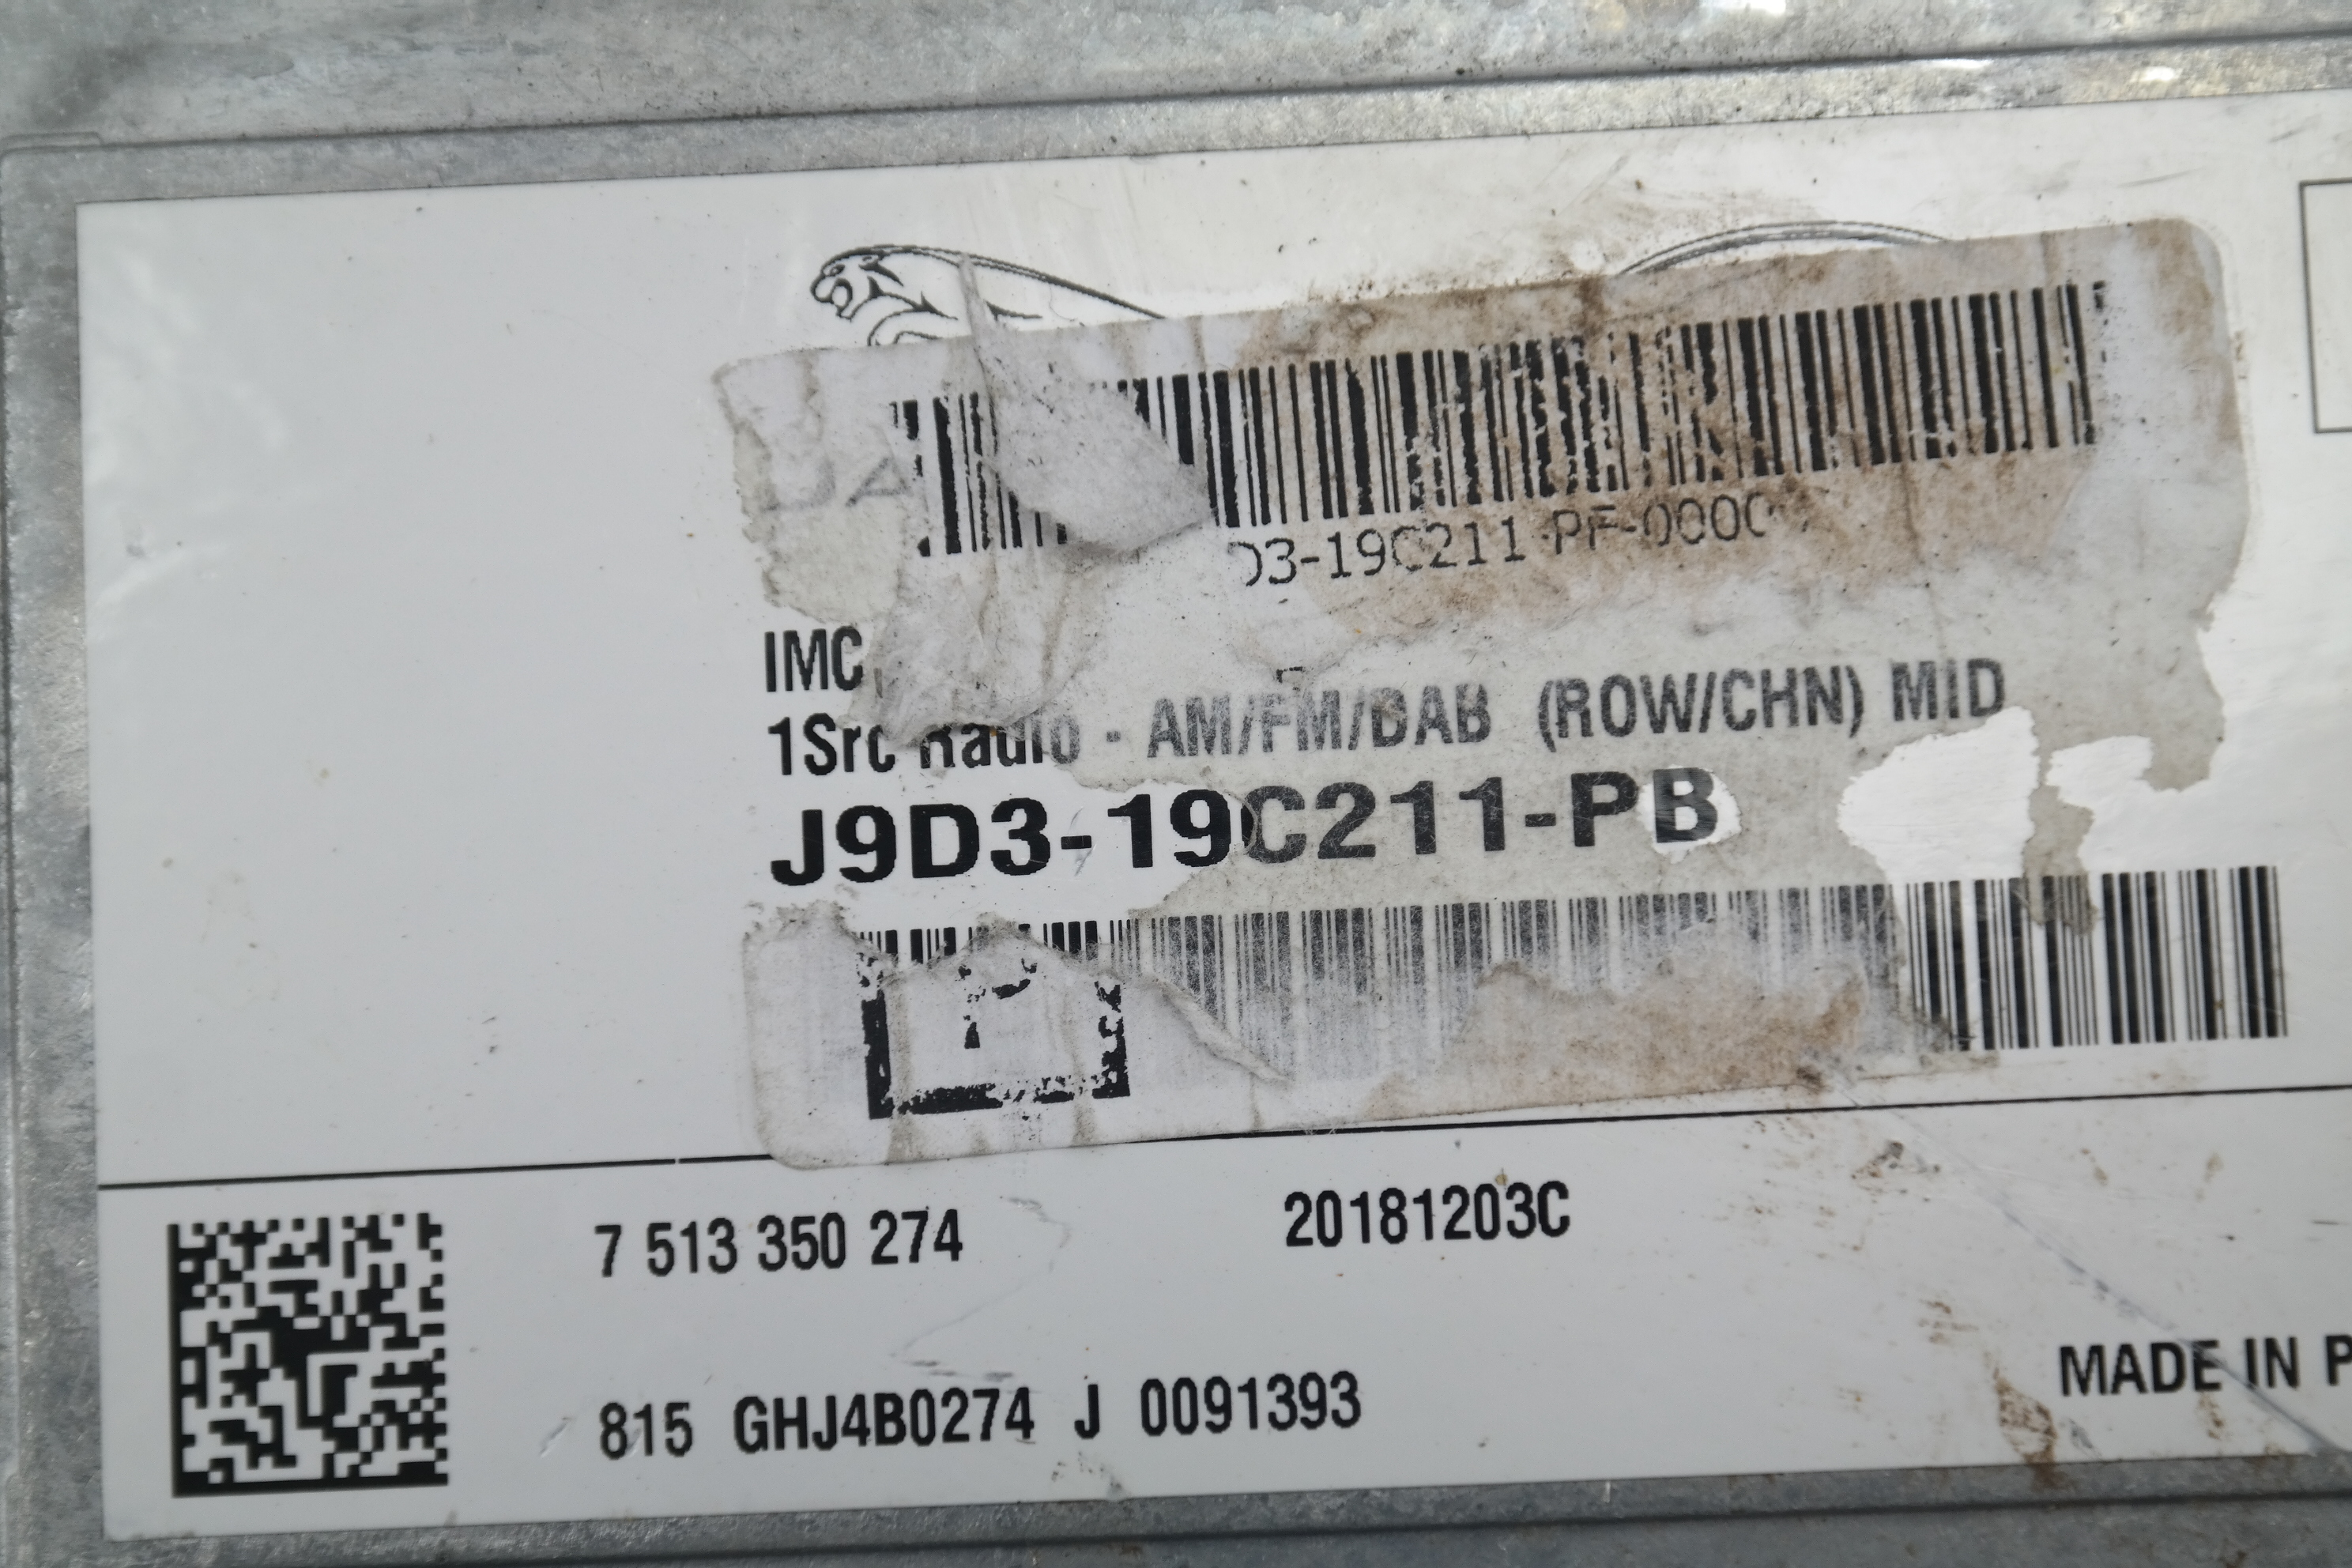 D3-19C211-PF-0000
IMC
1Src Radio - AM/FM/DAB (ROW/CHN) MID
J9D3-19C211-PB
7 513 350 274
20181203C
815 GHJ4B0274 J 0091393
MADE IN P